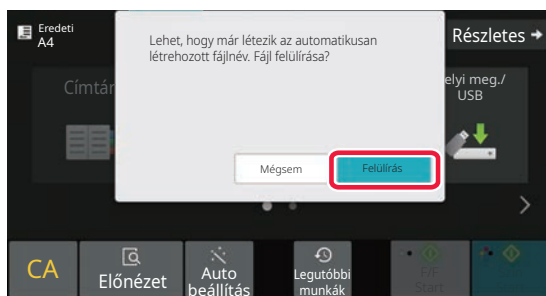 Eredeti
A4
Lehet, hogy már létezik az automatikusan
létrehozott fájlnév. Fájl felülírása?
Részletes
Címtár
elyi meg./
USB
Mégsem
Felülírás
CA
Előnézet
Auto
beállítás
Legutóbbi
munkák
F/F
Start